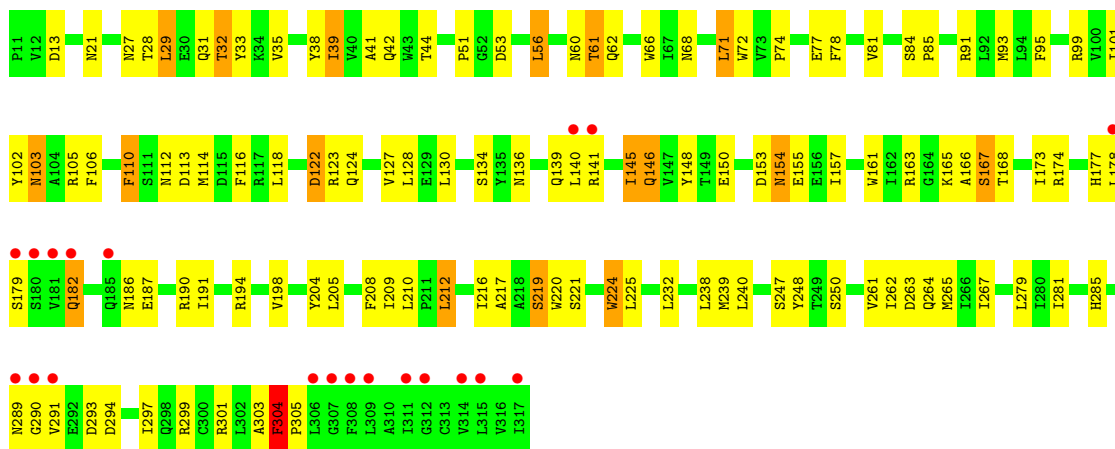 P11 V12 D13 N21 N27 T28 L29 E30 Q31 T32 Y33 K34 V35 Y38 I39 V40 A41 Q42 W43 T44 P51 G52 D53 L56 N60 T61 Q62 W66 I67 N68 L71 W72 V73 P74 E77 F78 V81 S84 P85 R91 L92 M93 L94 F95 R99 V100
Y102 N103 A104 R105 F106 F110 S111 N112 D113 M114 D115 F116 R117 L118 D122 R123 Q124 V127 L128 E129 L130 S134 Y135 N136 Q139 L140 R141 I145 Q146 V147 Y148 T149 E150 D153 N154 E155 E156 I157 W161 I162 R163 G164 K165 A166 S167 T168 I173 R174 H177 L178
S179 S180 V181 Q182 Q185 N186 E187 R190 I191 R194 V198 Y204 L205 F208 I209 L210 P211 L212 I216 A217 A218 S219 W220 S221 W224 L225 L232 L238 M239 L240 S247 Y248 T249 S250 V261 I262 D263 Q264 M265 I266 I267 L279 I280 I281 H285
N289 G290 V291 E292 D293 D294 I297 Q298 R299 C300 R301 L302 A303 F304 P305 L306 G307 F308 L309 A310 I311 G312 C313 V314 L315 V316 I317